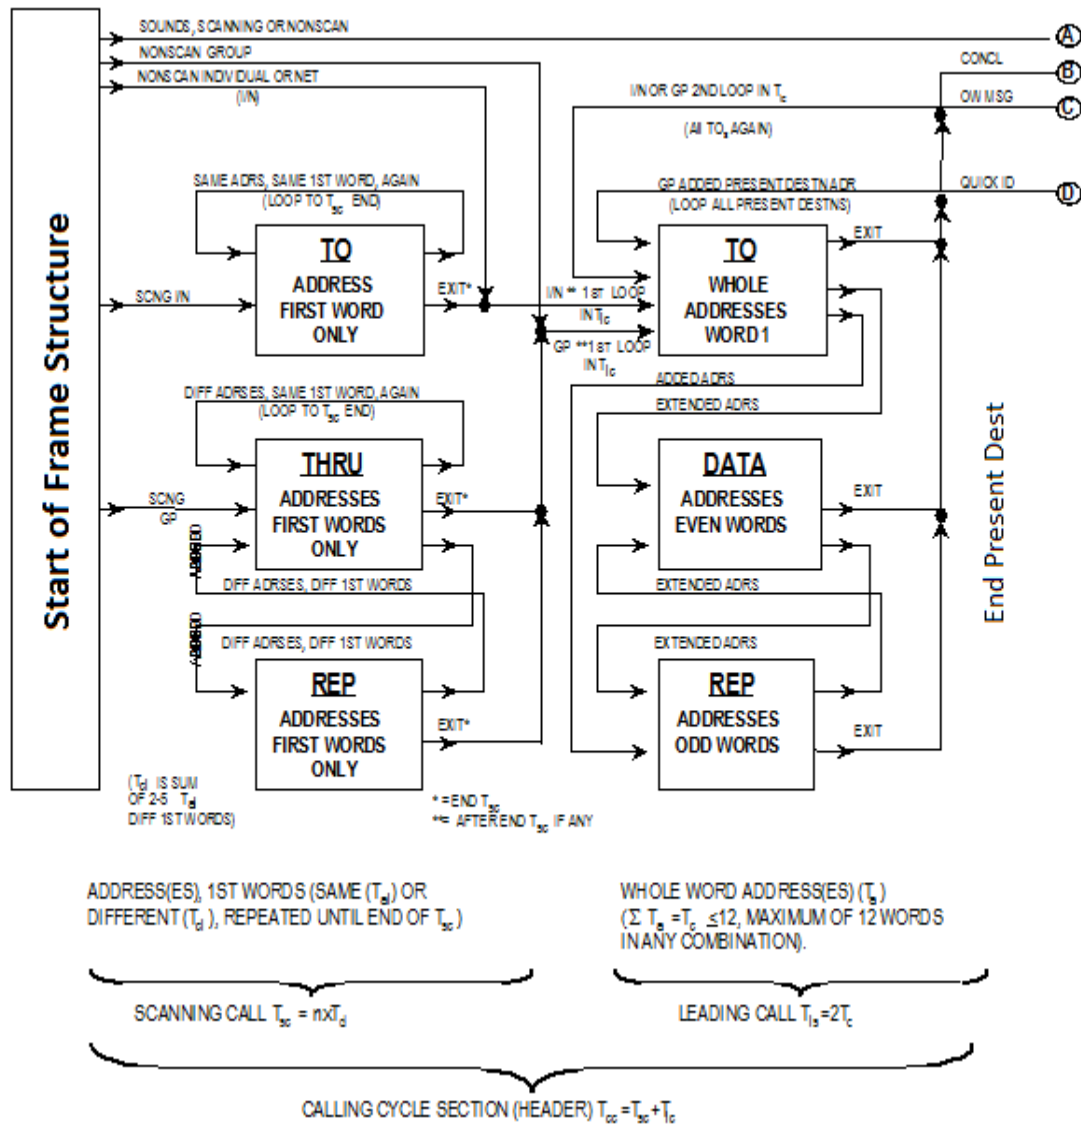 SOUNDS, SCANNING OR NONSCAN
A
NONSCAN GROUP
CONCL
B
NONSCAN INDIVIDUAL OR NET
(I/N)
I/N OR GP 2ND LOOP IN Tc
OW MSG
C
(All TOs AGAIN)
SAME ADRS, SAME 1ST WORD, AGAIN
(LOOP TO Tsc END)
GP ADDED PRESENT DESTN ADR
(LOOP ALL PRESENT DESTNS)
QUICK ID
D
Start of Frame Structure
TO
ADDRESS
FIRST WORD
ONLY
SCNG I/N
EXIT*
I/N ** 1ST LOOP
IN Tlc
GP **1ST LOOP
IN Tlc
TO
WHOLE
ADDRESSES
WORD 1
EXIT
ADDED ADRS
EXTENDED ADRS
DIFF ADRSES, SAME 1ST WORD, AGAIN
(LOOP TO Tsc END)
THRU
ADDRESSES
FIRST WORDS
ONLY
SCNG
GP
EXIT*
DATA
ADDRESSES
EVEN WORDS
EXIT
End Present Dest
DIFF ADRSES, DIFF 1ST WORDS
EXTENDED ADRS
DIFF ADRSES, DIFF 1ST WORDS
EXTENDED ADRS
REP
ADDRESSES
FIRST WORDS
ONLY
EXIT*
REP
ADDRESSES
ODD WORDS
EXIT
(Td IS SUM
OF 2-5 Td
DIFF 1ST WORDS)
* = END Tsc
**= AFTER END Tsc IF ANY
ADDRESS(ES), 1ST WORDS (SAME (Td) OR
DIFFERENT (Td), REPEATED UNTIL END OF Tsc)
WHOLE WORD ADDRESS(ES) (Ta)
(Σ Ta =Tc ≤12, MAXIMUM OF 12 WORDS
IN ANY COMBINATION).
SCANNING CALL Tsc = nxTd
LEADING CALL Tls=2Tc
CALLING CYCLE SECTION (HEADER) Tcc =Tsc+Tlc